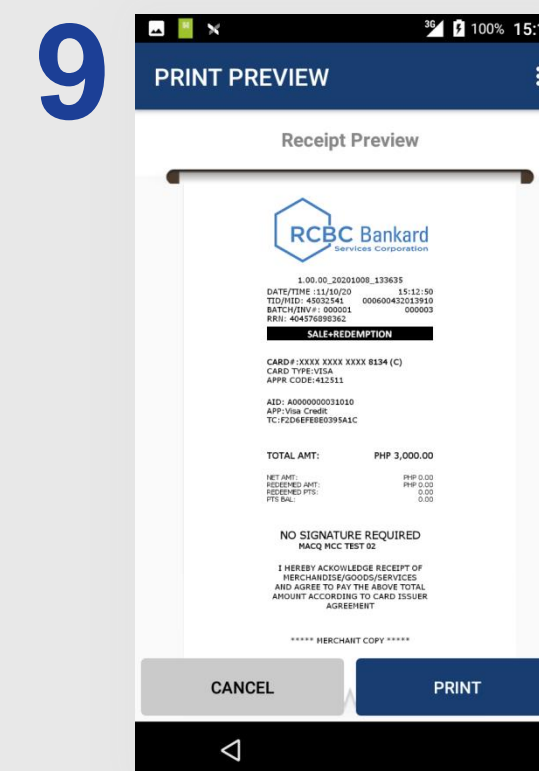 9
3G 100% 15:1
PRINT PREVIEW
Receipt Preview
RCBC Bankard
Services Corporation
1.00.00_20201008_133635
DATE/TIME :11/10/20 15:12:50
TID/MID: 45032541 000600432013910
BATCH/INV#: 000001 000003
RRN: 404576898362
SALE+REDEMPTION
CARD#:XXXX XXXX XXXX 8134 (C)
CARD TYPE:VISA
APPR CODE:412511
AID: A0000000031010
APP:Visa Credit
TC:F2D6EFE8E0395A1C
TOTAL AMT: PHP 3,000.00
NET AMT: PHP 0.00
REDEEMED AMT: PHP 0.00
REDEEMED PTS: 0.00
PTS BAL: 0.00
NO SIGNATURE REQUIRED
MACQ MCC TEST 02
I HEREBY ACKOWLEDGE RECEIPT OF
MERCHANDISE/GOODS/SERVICES
AND AGREE TO PAY THE ABOVE TOTAL
AMOUNT ACCORDING TO CARD ISSUER
AGREEMENT
***** MERCHANT COPY *****
CANCEL PRINT